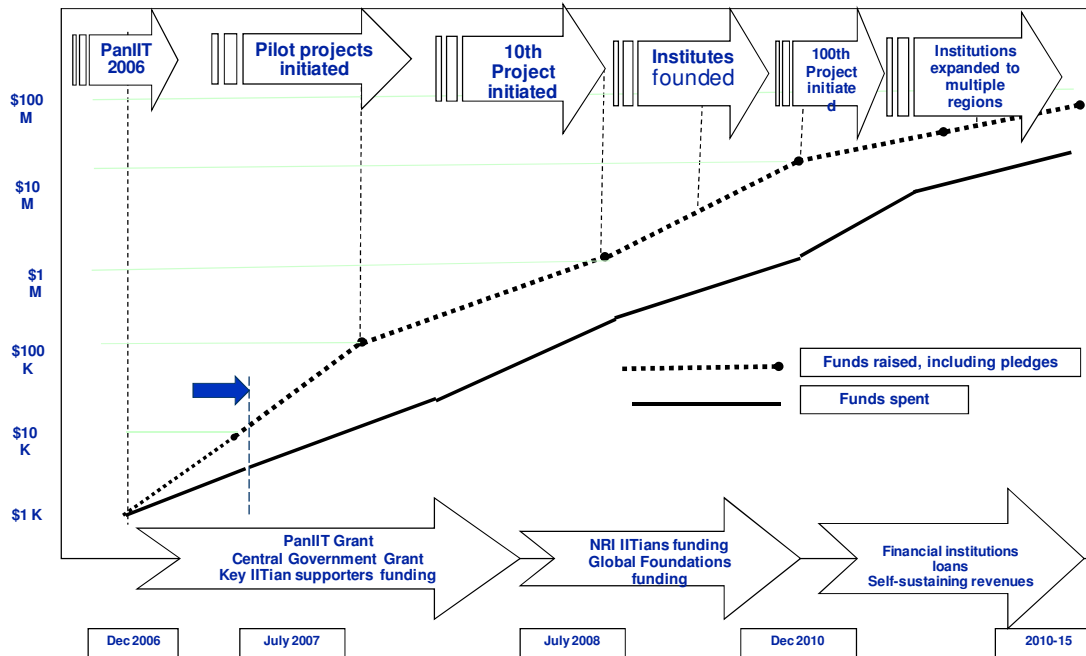 PanIIT
2006
Pilot projects
initiated
10th
Project
initiated
Institutes
founded
100th
Project
initiate
d
Institutions
expanded to
multiple
regions
$100
M
$10
M
$1
M
$100
K
$10
K
$1 K
Funds raised, including pledges
Funds spent
PanIIT Grant
Central Government Grant
Key IITian supporters funding
NRI IITians funding
Global Foundations
funding
Financial institutions
loans
Self-sustaining revenues
Dec 2006
July 2007
July 2008
Dec 2010
2010-15